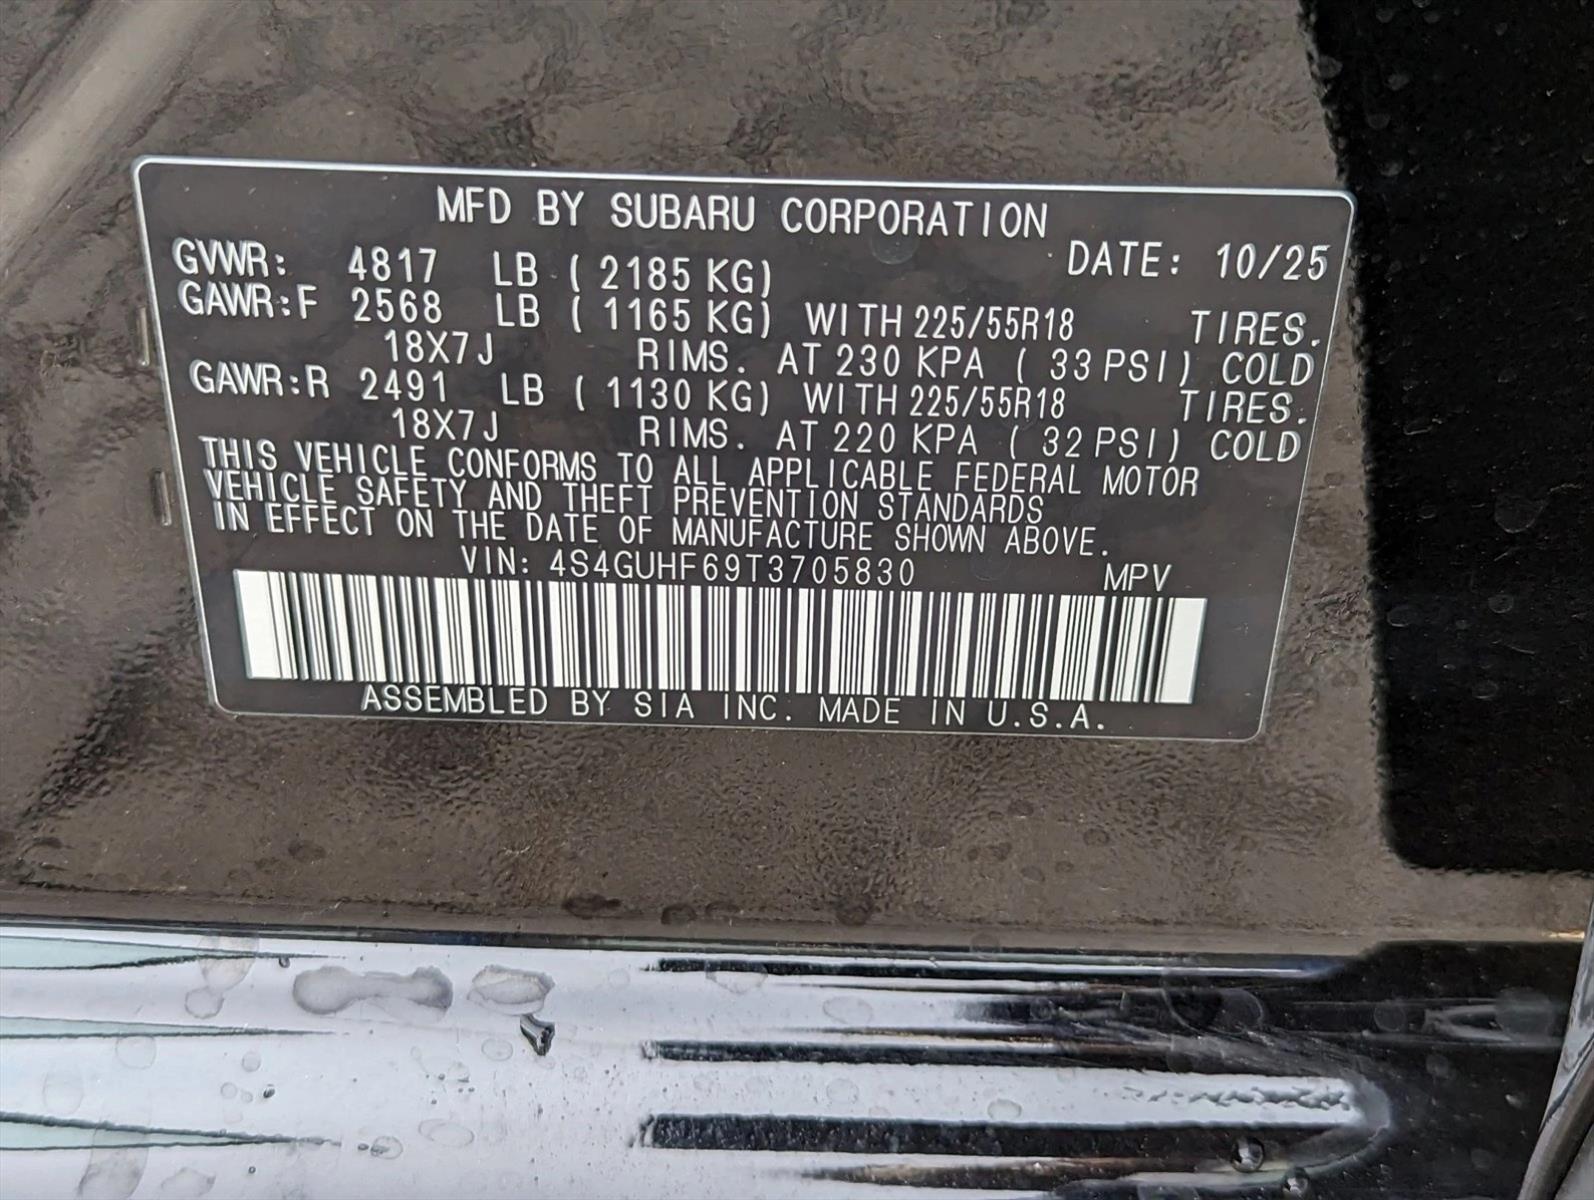 MFD BY SUBARU CORPORATION
DATE: 10/25
GVWR: 4817 LB ( 2185 KG)
GAWR:F 2568 LB ( 1165 KG) WITH 225/55R18 TIRES.
18X7J RIMS. AT 230 KPA ( 33 PSI) COLD
GAWR:R 2491 LB ( 1130 KG) WITH 225/55R18 TIRES.
18X7J RIMS. AT 220 KPA ( 32 PSI) COLD
THIS VEHICLE CONFORMS TO ALL APPLICABLE FEDERAL MOTOR
VEHICLE SAFETY AND THEFT PREVENTION STANDARDS
IN EFFECT ON THE DATE OF MANUFACTURE SHOWN ABOVE.
VIN: 4S4GUHF69T3705830 MPV
ASSEMBLED BY SIA INC. MADE IN U.S.A.